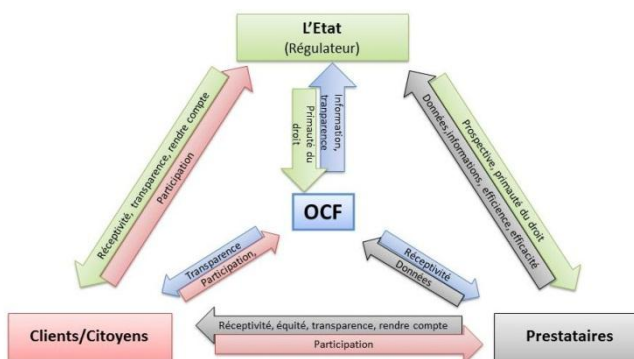 L'Etat
(Régulateur)
Réceptivité, transparence, rendre compte
Participation
Primauté du
droit
Information,
tranparence
Prospective, primauté du droit
Données,informations, efficience, efficacité
OCF
Transparence
Participation,
Réceptivité
Données
Clients/Citoyens
Réceptivité, équité, transparence, rendre compte
Participation
Prestataires